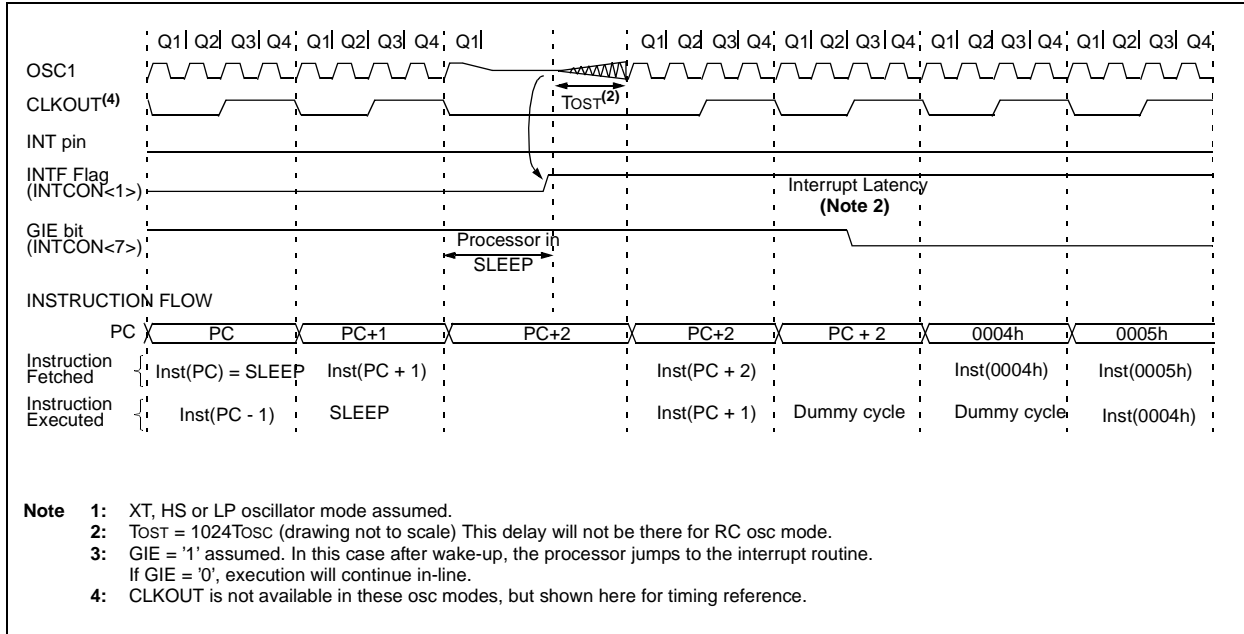 Q1 Q2 Q3 Q4 Q1 Q2 Q3 Q4 Q1 Q1 Q2 Q3 Q4 Q1 Q2 Q3 Q4 Q1 Q2 Q3 Q4 Q1 Q2 Q3 Q4
OSC1
CLKOUT(4)
TOST(2)
INT pin
INTF Flag
(INTCON<1>)
Interrupt Latency
(Note 2)
GIE bit
(INTCON<7>)
Processor in
SLEEP
INSTRUCTION FLOW
PC PC PC+1 PC+2 PC+2 PC + 2 0004h 0005h
Instruction
Fetched
Inst(PC) = SLEEP Inst(PC + 1) Inst(PC + 2) Inst(0004h) Inst(0005h)
Instruction
Executed
Inst(PC - 1) SLEEP Inst(PC + 1) Dummy cycle Dummy cycle Inst(0004h)
Note 1: XT, HS or LP oscillator mode assumed.
2: TOST = 1024TOSC (drawing not to scale) This delay will not be there for RC osc mode.
3: GIE = '1' assumed. In this case after wake-up, the processor jumps to the interrupt routine.
If GIE = '0', execution will continue in-line.
4: CLKOUT is not available in these osc modes, but shown here for timing reference.